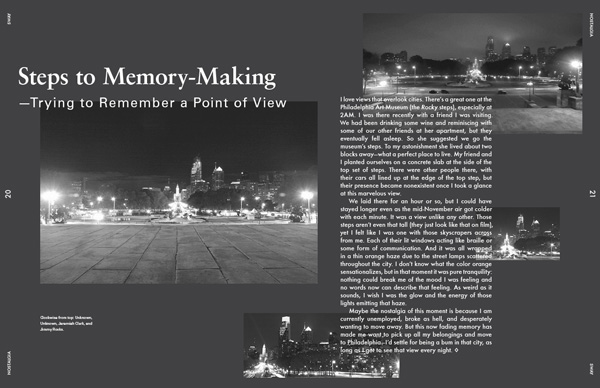 SWAY
NOSTALGIA
Steps to Memory-Making
—Trying to Remember a Point of View
I love views that overlook cities. There's a great one at the
Philadelphia Art Museum (the Rocky steps), especially at
2AM. I was there recently with a friend I was visiting.
We had been drinking some wine and reminiscing with
some of our other friends at her apartment, but they
eventually fell asleep. So she suggested we go the
museum's steps. To my astonishment she lived about two
blocks away—what a perfect place to live. My friend and
I planted ourselves on a concrete slab at the side of the
top set of steps. There were other people there, with
their cars all lined up at the edge of the top step, but
their presence became nonexistent once I took a glance
at this marvelous view.
We laid there for an hour or so, but I could have
stayed longer even as the mid-November air got colder
with each minute. It was a view unlike any other. Those
steps aren't even that tall (they just look like that on film),
yet I felt like I was one with those skyscrapers across
from me. Each of their lit windows acting like braille or
some form of communication. And it was all wrapped
in a thin orange haze due to the street lamps scattered
throughout the city. I don't know what the color orange
sensationalizes, but in that moment it was pure tranquility;
nothing could break me of the mood I was feeling and
no words now can describe that feeling. As weird as it
sounds, I wish I was the glow and the energy of those
lights emitting that haze.
Maybe the nostalgia of this moment is because I am
currently unemployed, broke as hell, and desperately
wanting to move away. But this now fading memory has
made me want to pick up all my belongings and move
to Philadelphia. I'd settle for being a bum in that city, as
long as I got to see that view every night. ◊
20
21
Clockwise from top: Unknown,
Unknown, Jeremiah Clark, and
Jimmy Rocks.
NOSTALGIA
SWAY